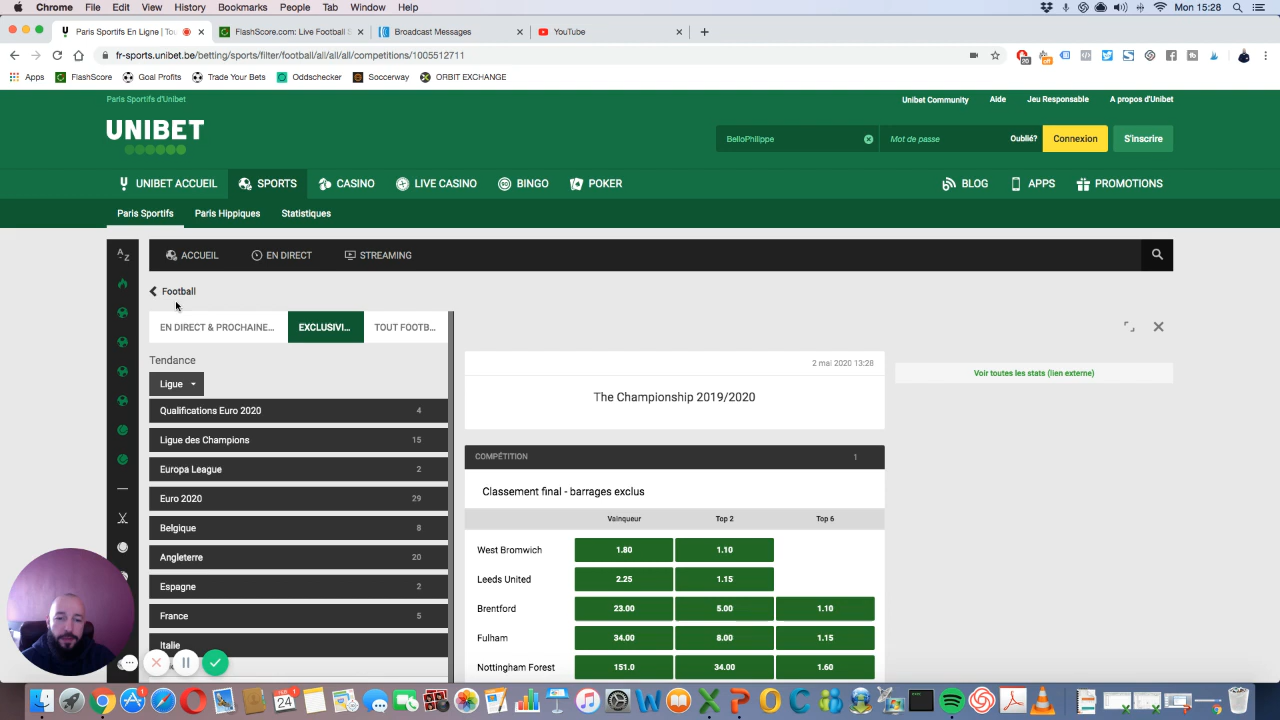 Chrome File Edit View History Bookmarks People Tab Window Help Mon 15:28
Paris Sportifs En Ligne | Tou FlashScore.com: Live Football S Broadcast Messages YouTube
fr-sports.unibet.be/betting/sports/filter/football/all/all/all/competitions/1005512711
Apps FlashScore Goal Profits Trade Your Bets Oddschecker Soccerway ORBIT EXCHANGE
Paris Sportifs d'Unibet Unibet Community Aide Jeu Responsable A propos d'Unibet
UNIBET
BelloPhilippe Mot de passe Oublié? Connexion S'inscrire
UNIBET ACCUEIL SPORTS CASINO LIVE CASINO BINGO POKER BLOG APPS PROMOTIONS
Paris Sportifs Paris Hippiques Statistiques
ACCUEIL EN DIRECT STREAMING
Football
EN DIRECT & PROCHAINE... EXCLUSIVI... TOUT FOOTB...
Tendance
Ligue
Qualifications Euro 2020 4
Ligue des Champions 15
Europa League 2
Euro 2020 29
Belgique 8
Angleterre 20
Espagne 2
France 5
Italie
2 mai 2020 13:28
The Championship 2019/2020
COMPÉTITION 1
Classement final - barrages exclus
Vainqueur Top 2 Top 6
West Bromwich 1.80 1.10
Leeds United 2.25 1.15
Brentford 23.00 5.00 1.10
Fulham 34.00 8.00 1.15
Nottingham Forest 151.0 34.00 1.60
Voir toutes les stats (lien externe)